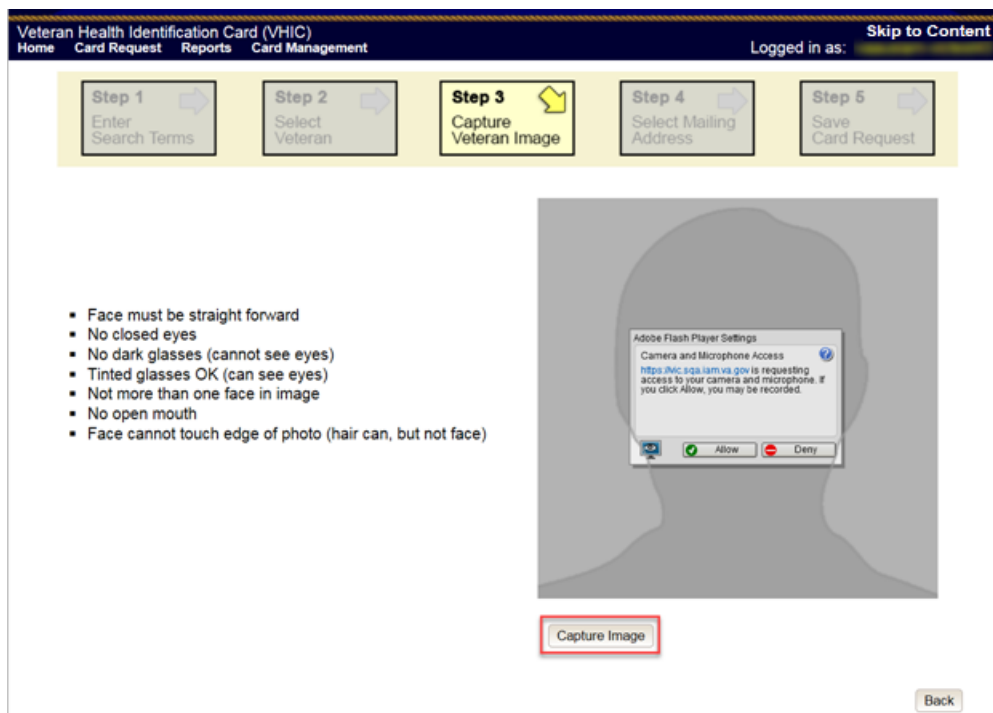 Veteran Health Identification Card (VHIC)
Skip to Content
Home Card Request Reports Card Management
Logged in as:
Step 1
Enter
Search Terms
Step 2
Select
Veteran
Step 3
Capture
Veteran Image
Step 4
Select Mailing
Address
Step 5
Save
Card Request
▪ Face must be straight forward
▪ No closed eyes
▪ No dark glasses (cannot see eyes)
▪ Tinted glasses OK (can see eyes)
▪ Not more than one face in image
▪ No open mouth
▪ Face cannot touch edge of photo (hair can, but not face)
Adobe Flash Player Settings
Camera and Microphone Access
https://vic.sqa.iam.va.gov is requesting
access to your camera and microphone. If
you click Allow, you may be recorded.
Allow
Deny
Capture Image
Back